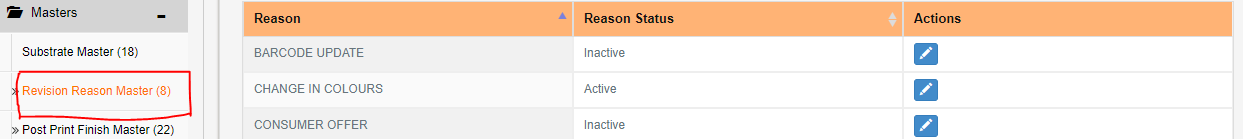 Masters
Substrate Master (18)
» Revision Reason Master (8)
» Post Print Finish Master (22)
Reason Reason Status Actions
BARCODE UPDATE Inactive
CHANGE IN COLOURS Active
CONSUMER OFFER Inactive